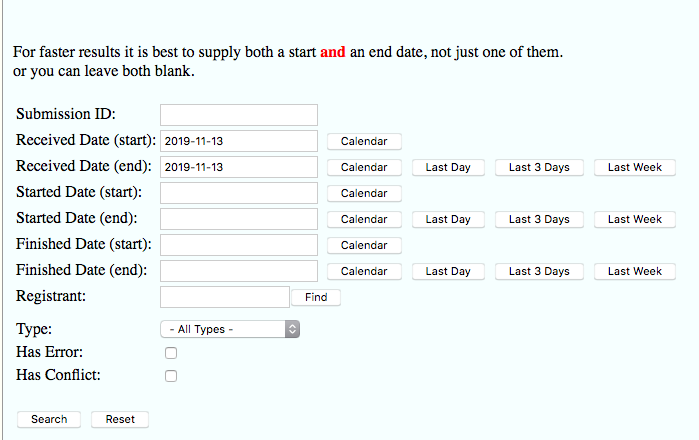 For faster results it is best to supply both a start and an end date, not just one of them.
or you can leave both blank.
Submission ID:
Received Date (start): 2019-11-13 Calendar
Received Date (end): 2019-11-13 Calendar Last Day Last 3 Days Last Week
Started Date (start): Calendar
Started Date (end): Calendar Last Day Last 3 Days Last Week
Finished Date (start): Calendar
Finished Date (end): Calendar Last Day Last 3 Days Last Week
Registrant: Find
Type: - All Types -
Has Error:
Has Conflict:
Search Reset